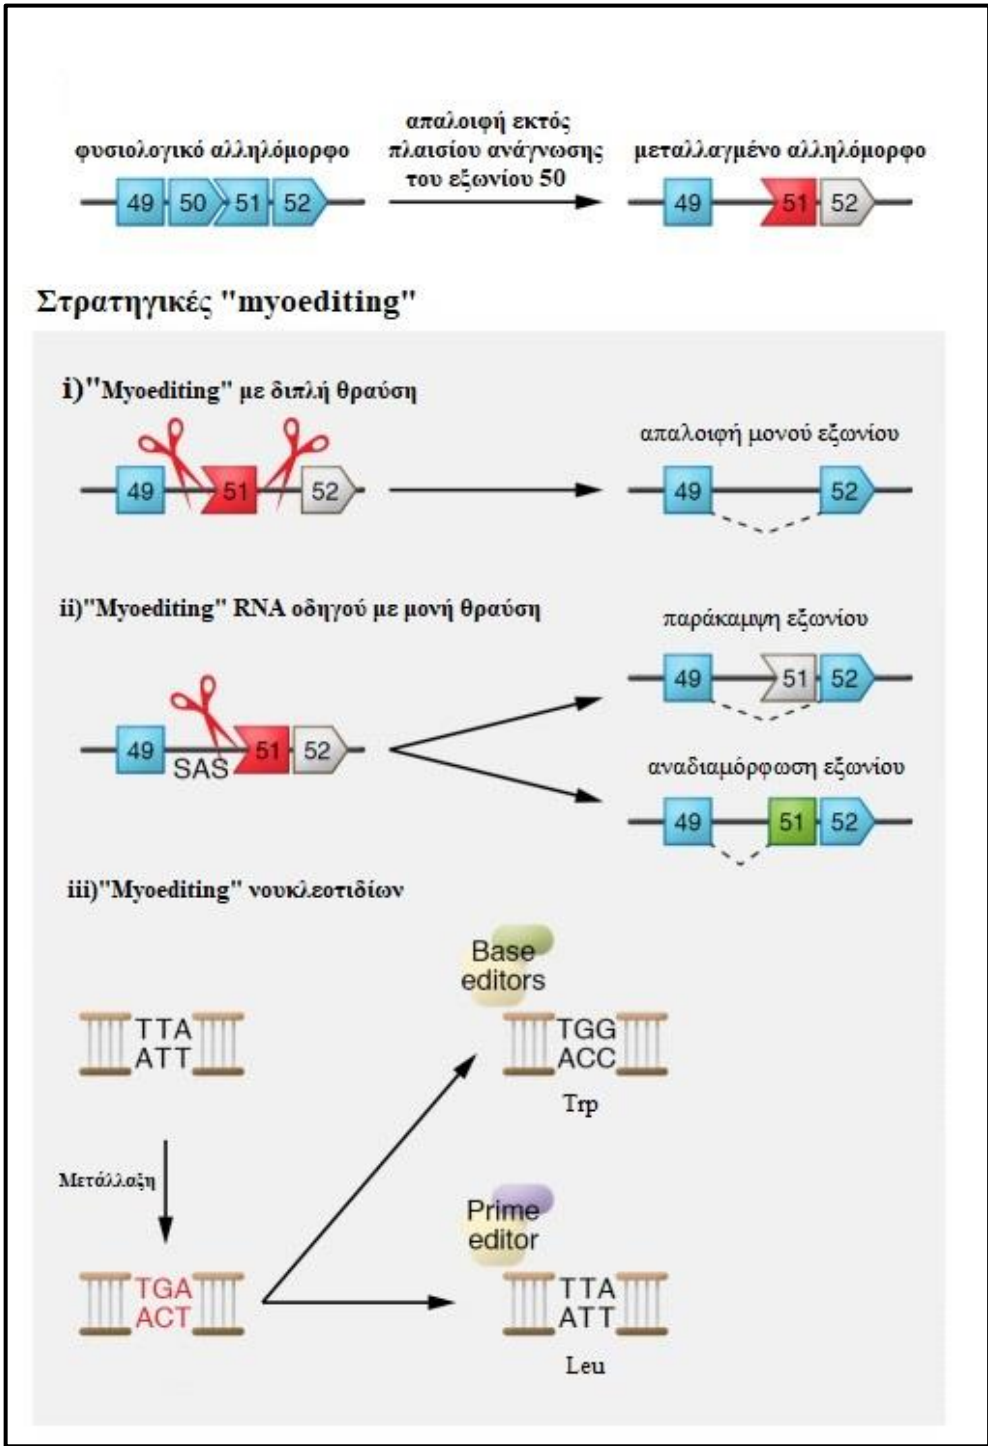 φυσιολογικό αλληλόμορφο
απαλοιφή εκτός
πλαισίου ανάγνωσης
του εξωνίου 50
μεταλλαγμένο αλληλόμορφο
49 50 51 52
49 51 52
Στρατηγικές "myoediting"
i)"Myoediting" με διπλή θραύση
απαλοιφή μονού εξωνίου
49 51 52
49 52
ii)"Myoediting" RNA οδηγού με μονή θραύση
παράκαμψη εξωνίου
49 51 52
49 51 52
SAS
αναδιαμόρφωση εξωνίου
49 51 52
iii)"Myoediting" νουκλεοτιδίων
Base
editors
TTA
ATT
TGG
ACC
Trp
Μετάλλαξη
Prime
editor
TGA
ACT
TTA
ATT
Leu